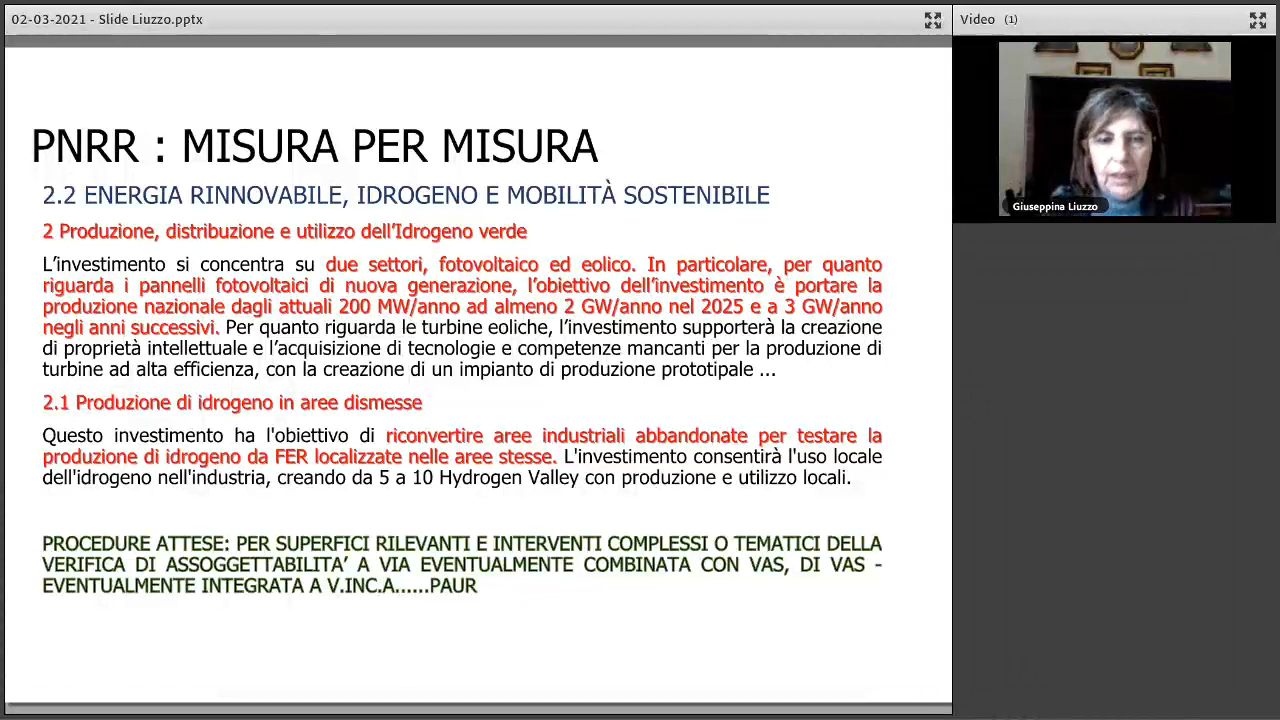 02-03-2021 - Slide Liuzzo.pptx
Video (1)
Giuseppina Liuzzo
PNRR : MISURA PER MISURA
2.2 ENERGIA RINNOVABILE, IDROGENO E MOBILITÀ SOSTENIBILE
2 Produzione, distribuzione e utilizzo dell’Idrogeno verde
L’investimento si concentra su due settori, fotovoltaico ed eolico. In particolare, per quanto
riguarda i pannelli fotovoltaici di nuova generazione, l’obiettivo dell’investimento è portare la
produzione nazionale dagli attuali 200 MW/anno ad almeno 2 GW/anno nel 2025 e a 3 GW/anno
negli anni successivi. Per quanto riguarda le turbine eoliche, l’investimento supporterà la creazione
di proprietà intellettuale e l’acquisizione di tecnologie e competenze mancanti per la produzione di
turbine ad alta efficienza, con la creazione di un impianto di produzione prototipale ...
2.1 Produzione di idrogeno in aree dismesse
Questo investimento ha l'obiettivo di riconvertire aree industriali abbandonate per testare la
produzione di idrogeno da FER localizzate nelle aree stesse. L'investimento consentirà l'uso locale
dell'idrogeno nell'industria, creando da 5 a 10 Hydrogen Valley con produzione e utilizzo locali.
PROCEDURE ATTESE: PER SUPERFICI RILEVANTI E INTERVENTI COMPLESSI O TEMATICI DELLA
VERIFICA DI ASSOGGETTABILITA’ A VIA EVENTUALMENTE COMBINATA CON VAS, DI VAS -
EVENTUALMENTE INTEGRATA A V.INC.A......PAUR